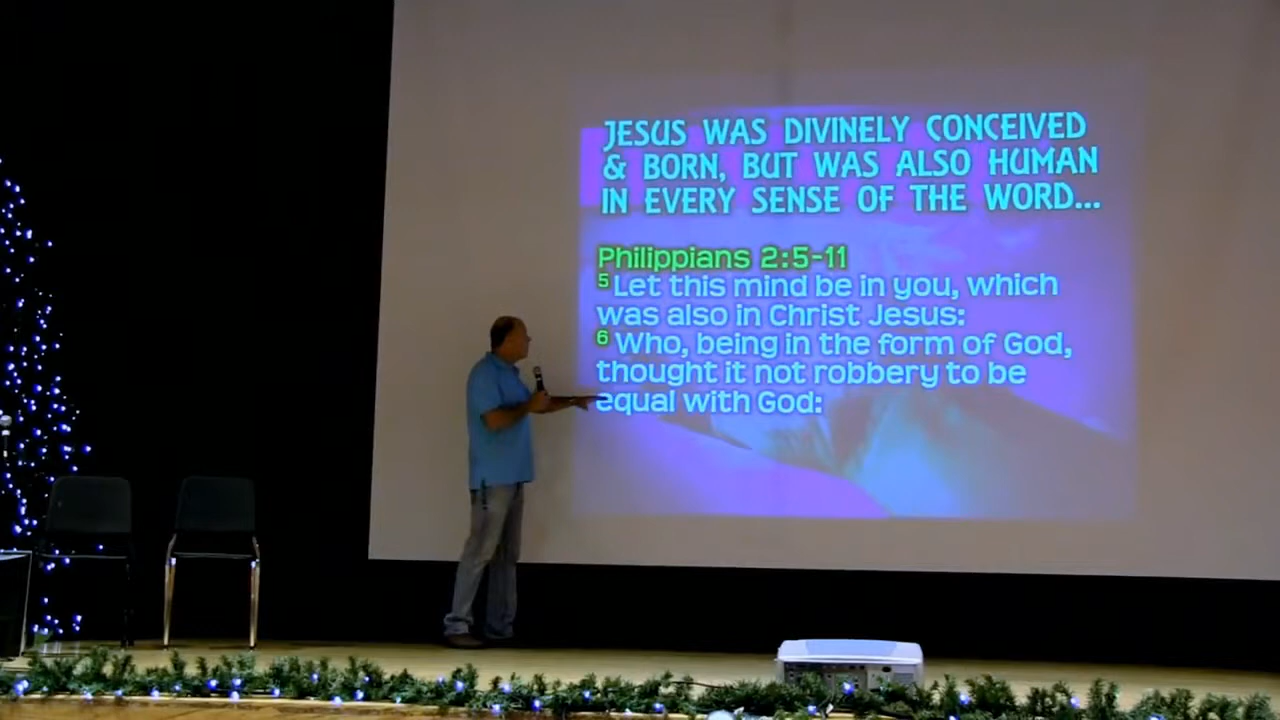 JESUS WAS DIVINELY CONCEIVED
& BORN, BUT WAS ALSO HUMAN
IN EVERY SENSE OF THE WORD...
Philippians 2:5-11
5 Let this mind be in you, which
was also in Christ Jesus:
6 Who, being in the form of God,
thought it not robbery to be
equal with God: